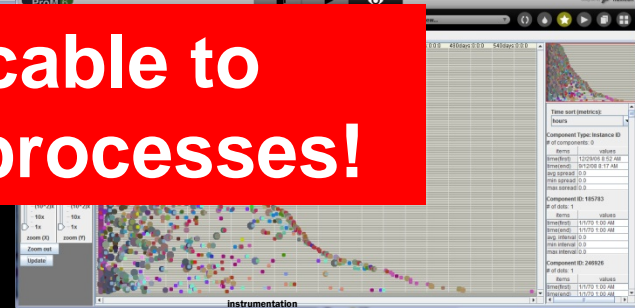 ProM 6
cable to
processes!
0:0:0 480days:0:0:0 540days:0:0:0
Time sort (metrics):
hours
Component Type: Instance ID
# of components: 0
items values
time(first) 12/29/06 8:52 AM
time(end) 9/12/08 8:17 AM
avg spread 0.0
min spread 0.0
max spread 0.0
Component ID: 185783
# of dots: 1
items values
time(first) 1/1/70 1:00 AM
time(end) 1/1/70 1:00 AM
avg. interval 0.0
min interval 0.0
max interval 0.0
Component ID: 246926
# of dots: 1
items values
time(first) 1/1/70 1:00 AM
time(end) 1/1/70 1:00 AM
10x 10x
1x 1x
zoom (X) zoom (Y)
Zoom out
Update
instrumentation